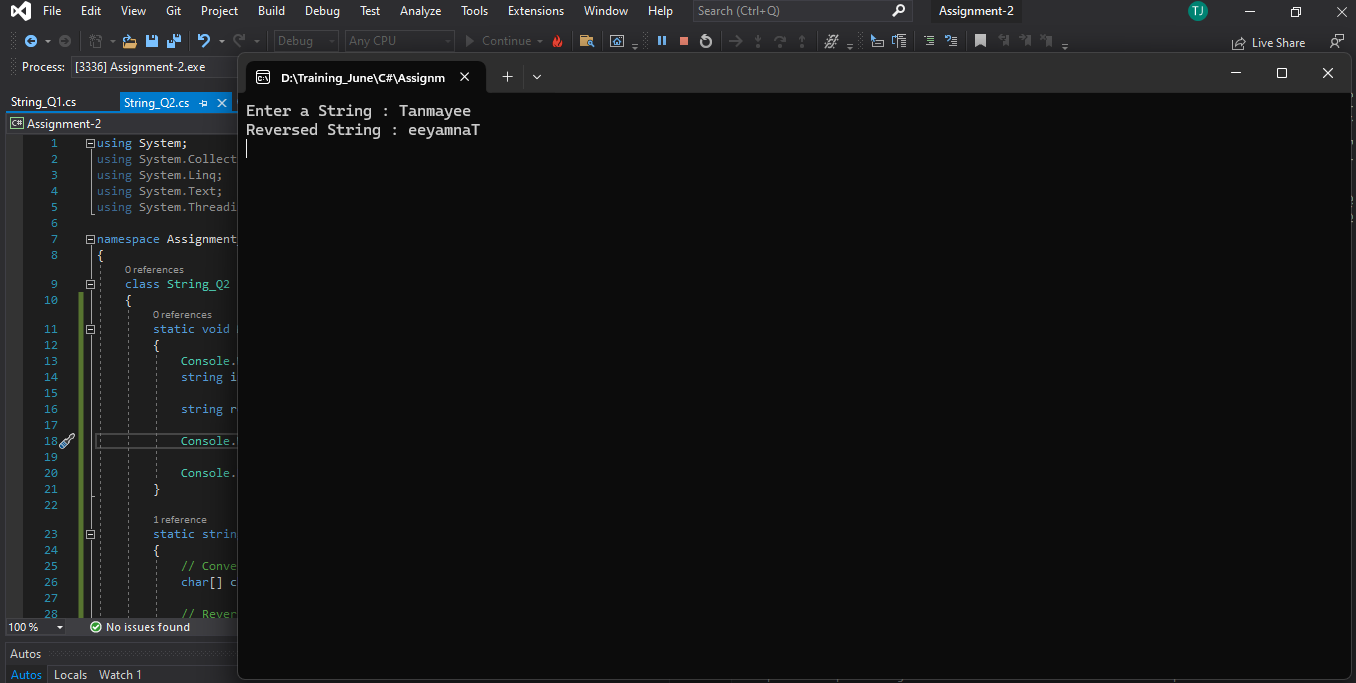 File Edit View Git Project Build Debug Test Analyze Tools Extensions Window Help Search (Ctrl+Q) Assignment-2 TJ
Debug Any CPU Continue Live Share
Process: [3336] Assignment-2.exe
D:\Training_June\C#\Assignm
String_Q1.cs String_Q2.cs
C# Assignment-2
Enter a String : Tanmayee
Reversed String : eeyamnaT
1 using System;
2 using System.Collect
3 using System.Linq;
4 using System.Text;
5 using System.Threadi
6
7 namespace Assignment
8 {
0 references
9 class String_Q2
10 {
0 references
11 static void
12 {
13 Console.
14 string i
15
16 string r
17
18 Console.
19
20 Console.
21 }
22
1 reference
23 static strin
24 {
25 // Conve
26 char[] c
27
28 // Rever
100 % No issues found
Autos
Autos Locals Watch 1